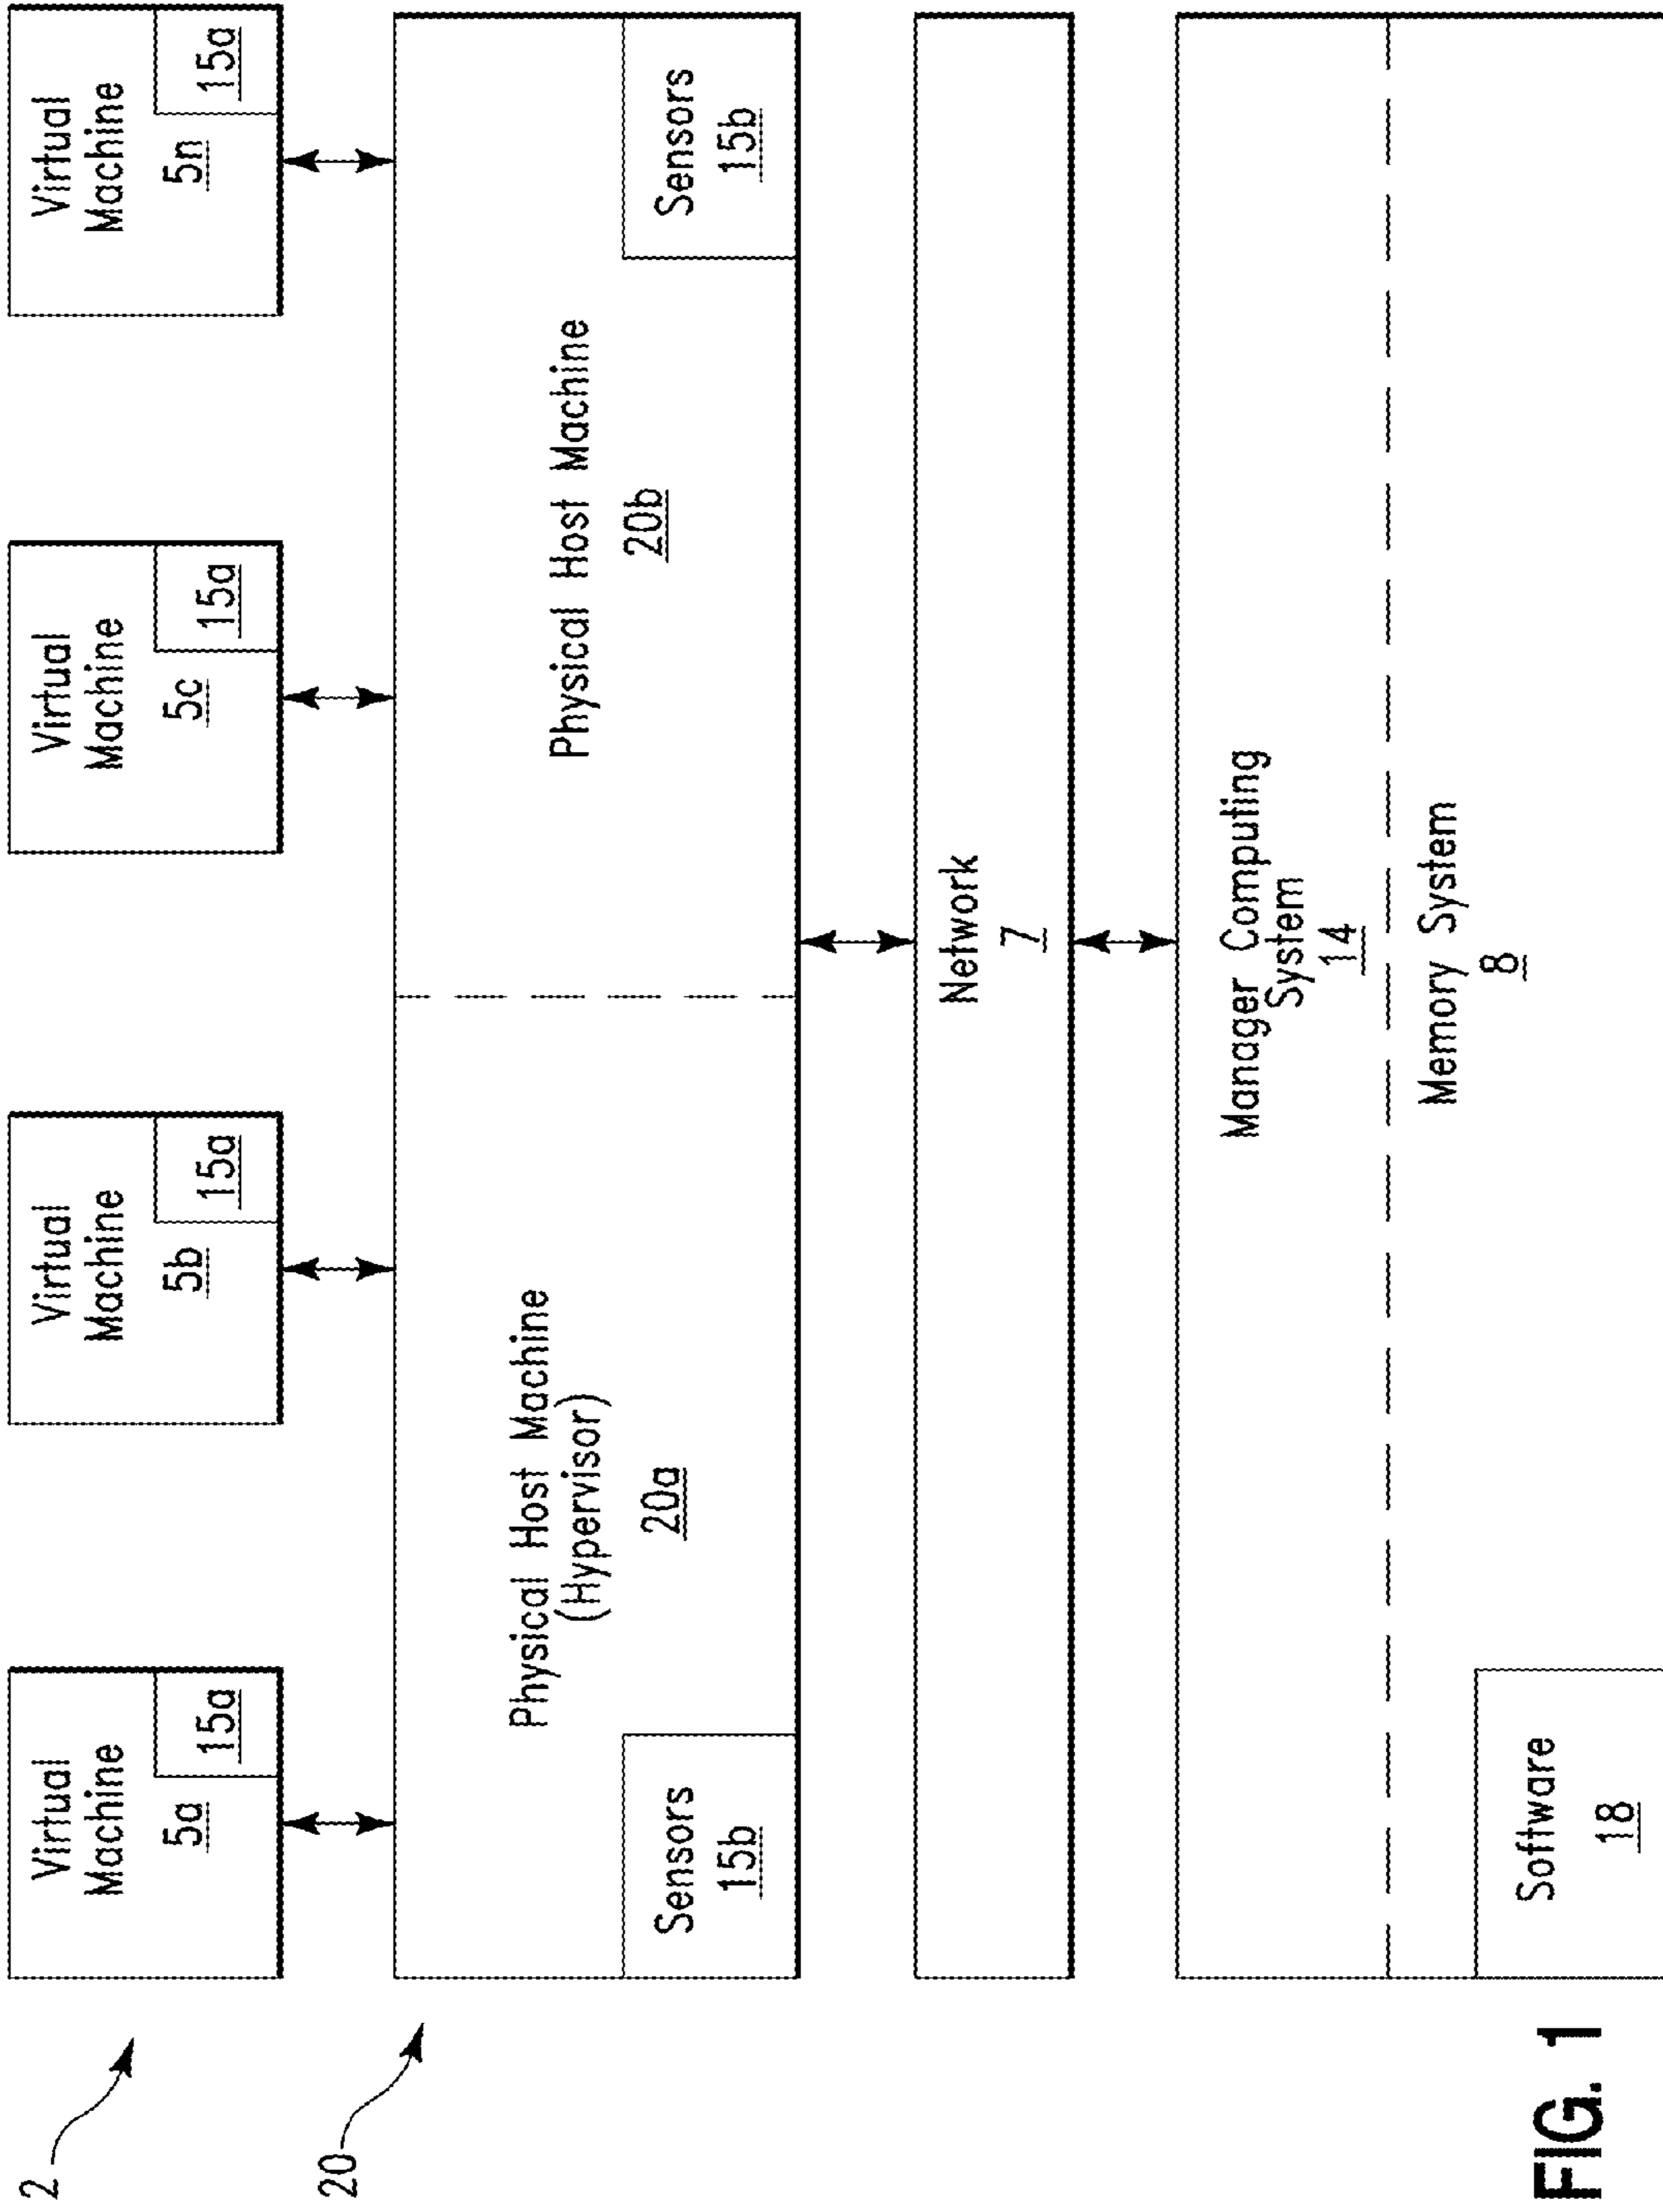 2
Virtual
Machine
5a
15a
Virtual
Machine
5b
15a
Virtual
Machine
5c
15a
Virtual
Machine
5n
15a
20
Physical Host Machine
(Hypervisor)
20a
Sensors
15b
Physical Host Machine
20b
Sensors
15b
Network
7
Manager Computing
System
14
Memory System
8
Software
18
FIG. 1